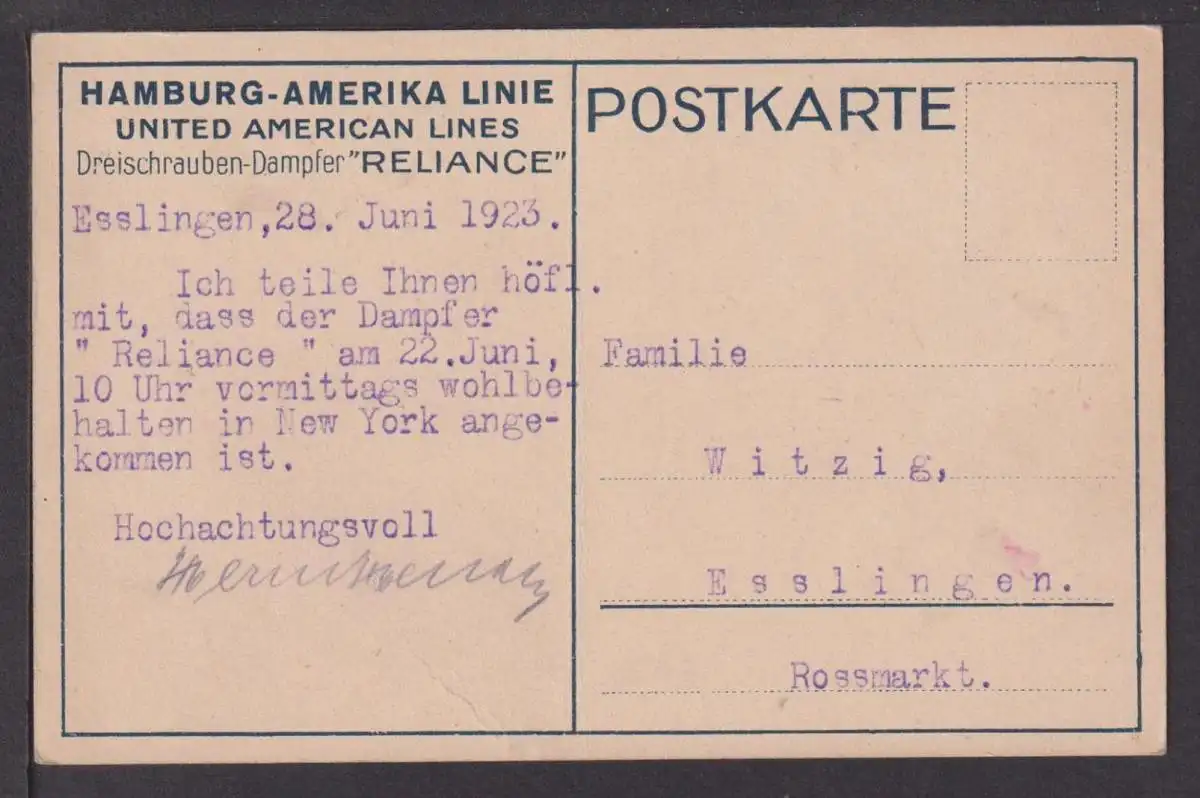 HAMBURG-AMERIKA LINIE
UNITED AMERICAN LINES
Dreischrauben-Dampfer "RELIANCE"
Esslingen, 28. Juni 1923.
Ich teile Ihnen höfl.
mit, dass der Dampfer
" Reliance " am 22.Juni,
10 Uhr vormittags wohlbe-
halten in New York ange-
kommen ist.
Hochachtungsvoll
POSTKARTE
Familie
Witzig,
Esslingen.
Rossmarkt.